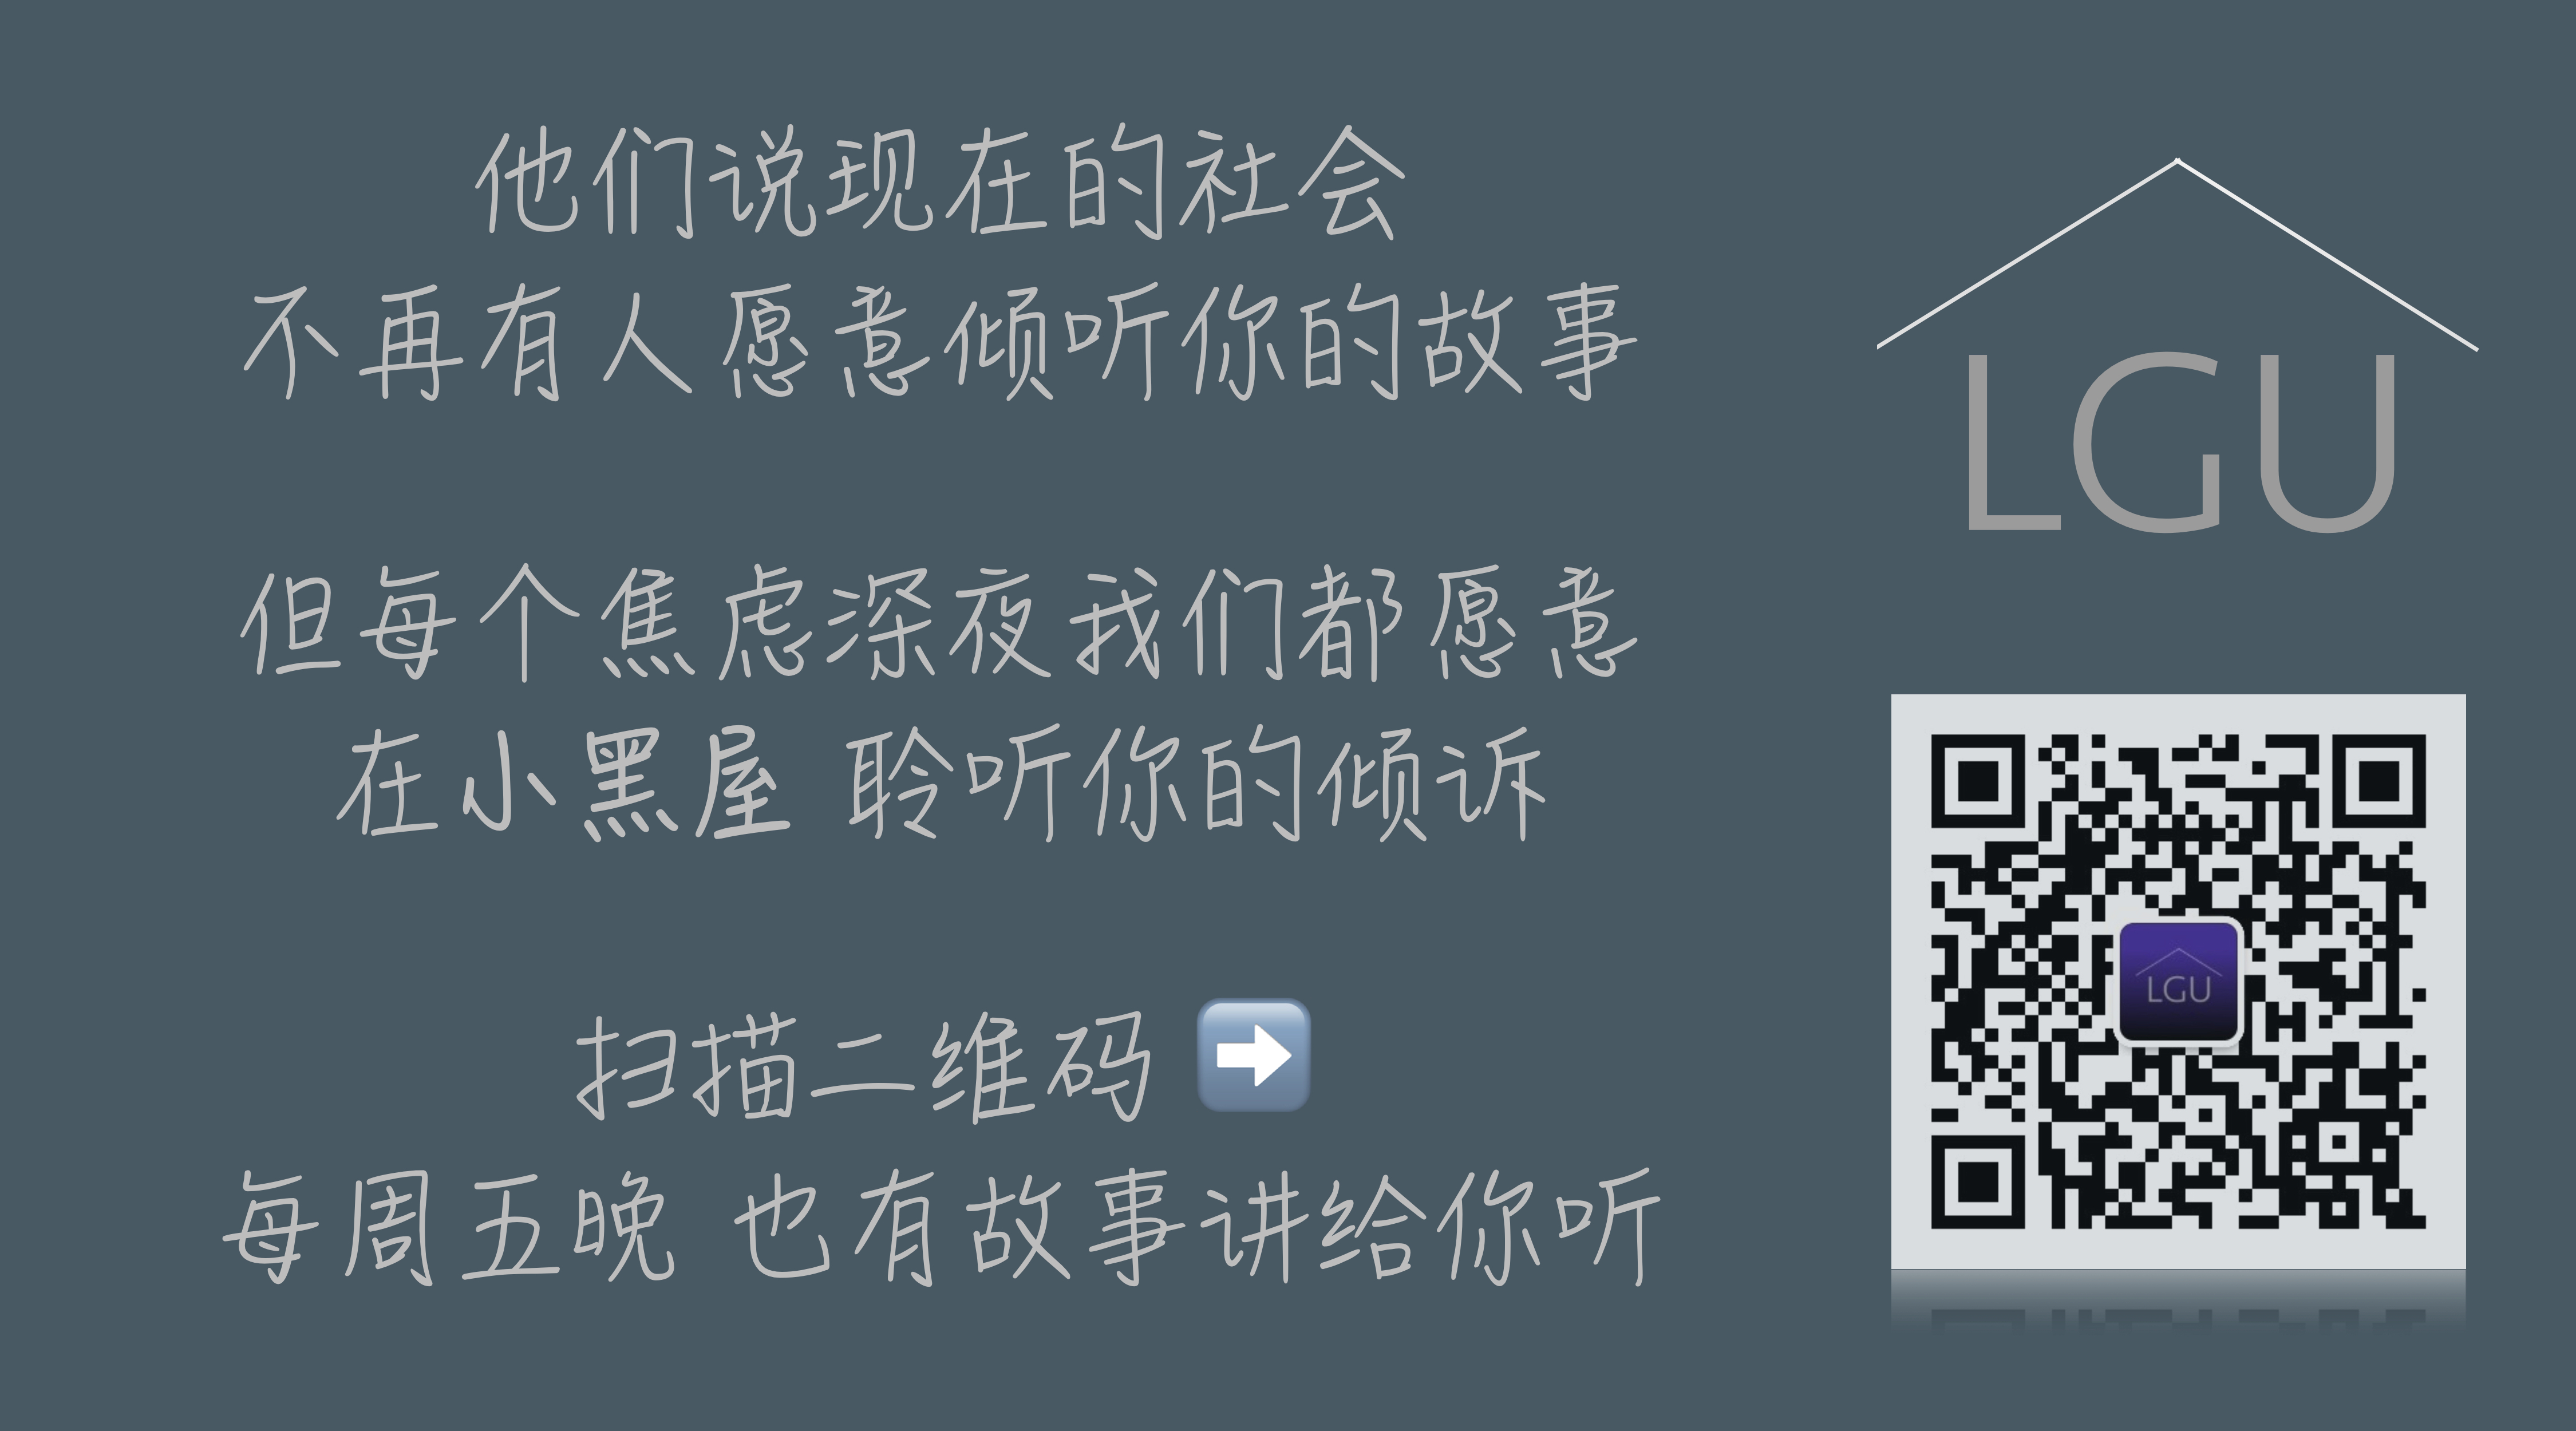 他们说现在的社会
不再有人愿意倾听你的故事
但每个焦虑深夜我们都愿意
在小黑屋 聆听你的倾诉
扫描二维码 ➡️
每周五晚 也有故事讲给你听
LGU
LGU